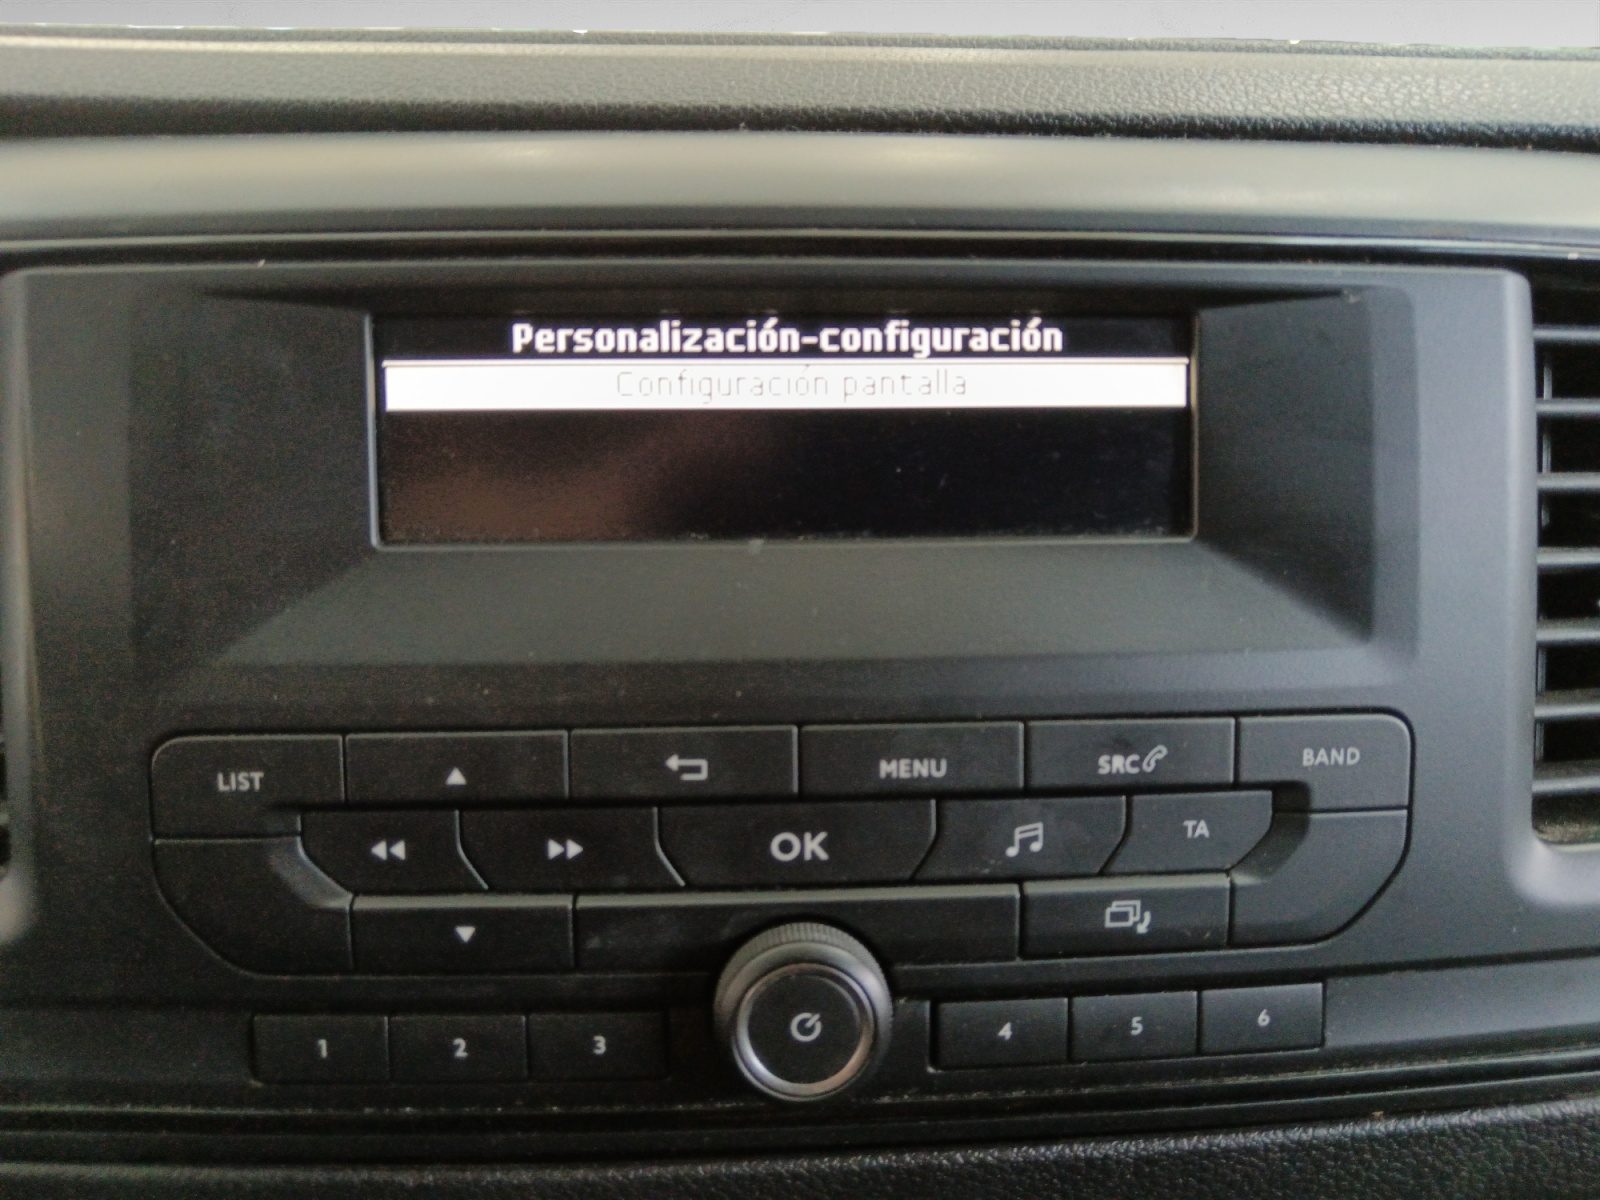 Personalización-configuración
Configuración pantalla
LIST
MENU
SRC
BAND
OK
TA
1
2
3
4
5
6